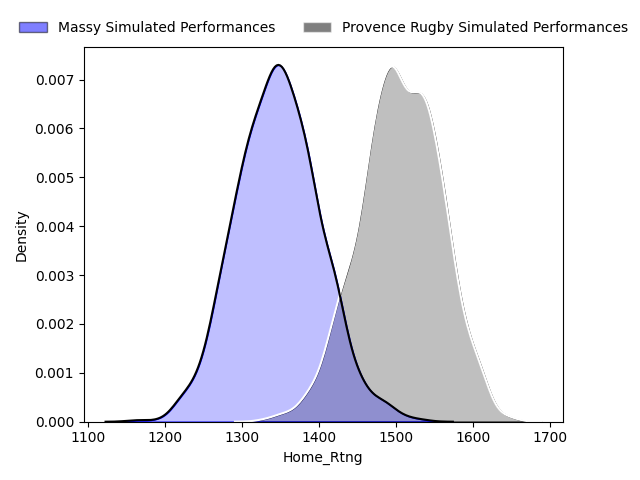 Massy Simulated Performances
Provence Rugby Simulated Performances
0.007
0.006
0.005
0.004
0.003
0.002
0.001
0.000
Density
1100 1200 1300 1400 1500 1600 1700
Home_Rtng